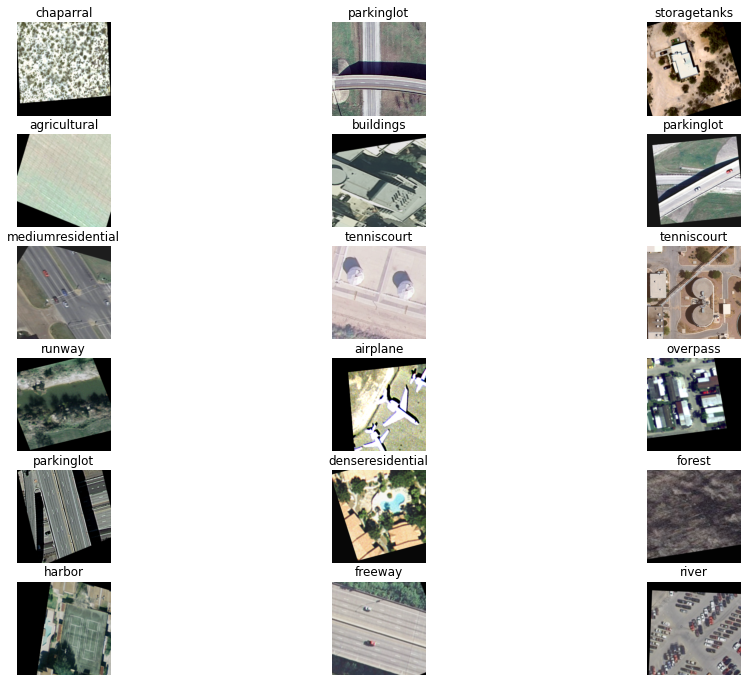 chaparral
parkinglot
storagetanks
agricultural
buildings
parkinglot
mediumresidential
tenniscourt
tenniscourt
runway
airplane
overpass
parkinglot
denseresidential
forest
harbor
freeway
river